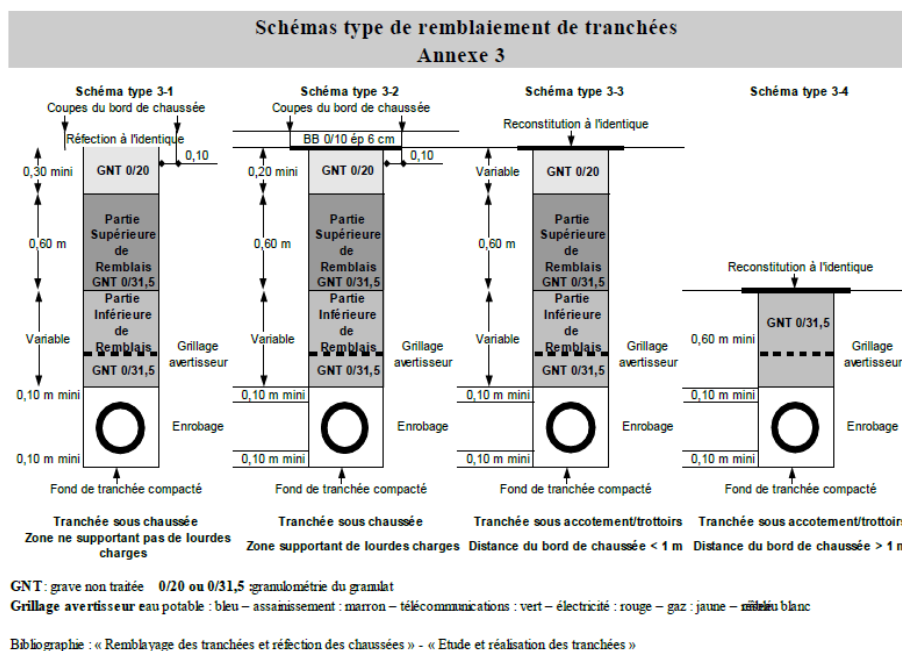 Schémas type de remblaiement de tranchées
Annexe 3
Schéma type 3-1
Coupes du bord de chaussée
Réfection à l'identique
0,10
0,30 mini
GNT 0/20
0,60 m
Partie
Supérieure
de
Remblais
GNT 0/31,5
Variable
Partie
Inférieure
de
Remblais
Grillage
avertisseur
GNT 0/31,5
0,10 m mini
Enrobage
0,10 m mini
Fond de tranchée compacté
Tranchée sous chaussée
Zone ne supportant pas de lourdes
charges
Schéma type 3-2
Coupes du bord de chaussée
BB 0/10 ép 6 cm
0,10
0,20 mini
GNT 0/20
0,60 m
Partie
Supérieure
de
Remblais
GNT 0/31,5
Variable
Partie
Inférieure
de
Remblais
Grillage
avertisseur
GNT 0/31,5
0,10 m mini
Enrobage
0,10 m mini
Fond de tranchée compacté
Tranchée sous chaussée
Zone supportant de lourdes charges
Schéma type 3-3
Reconstitution à l'identique
Variable
GNT 0/20
0,60 m
Partie
Supérieure
de
Remblais
GNT 0/31,5
Variable
Partie
Inférieure
de
Remblais
Grillage
avertisseur
GNT 0/31,5
0,10 m mini
Enrobage
0,10 m mini
Fond de tranchée compacté
Tranchée sous accotement/trottoirs
Distance du bord de chaussée < 1 m
Schéma type 3-4
Reconstitution à l'identique
GNT 0/31,5
0,60 m mini
Grillage
avertisseur
0,10 m mini
Enrobage
0,10 m mini
Fond de tranchée compacté
Tranchée sous accotement/trottoirs
Distance du bord de chaussée > 1 m
GNT : grave non traitée 0/20 ou 0/31,5 : granulométrie du granulat
Grillage avertisseur eau potable : bleu – assainissement : marron – télécommunications : vert – électricité : rouge – gaz : jaune – blanc
Bibliographie : « Remblayage des tranchées et réfection des chaussées » - « Etude et réalisation des tranchées »